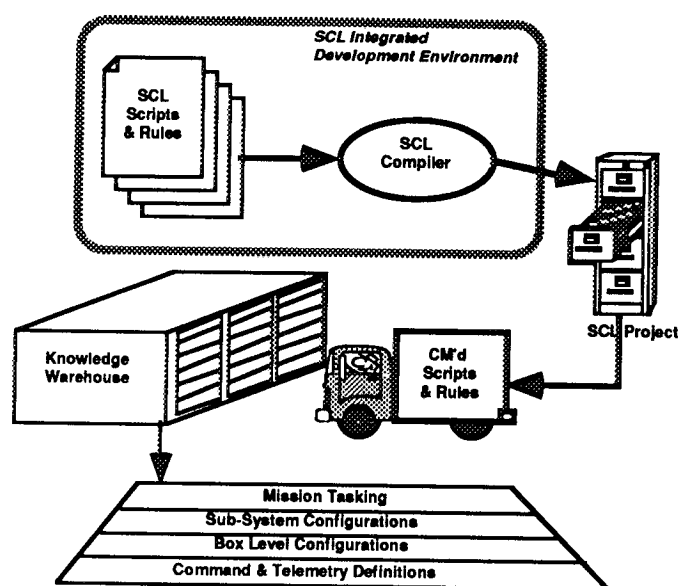 SCL Integrated
Development Environment
SCL
Scripts
& Rules
SCL
Compiler
SCL Project
Knowledge
Warehouse
CM'd
Scripts
& Rules
Mission Tasking
Sub-System Configurations
Box Level Configurations
Command & Telemetry Definitions